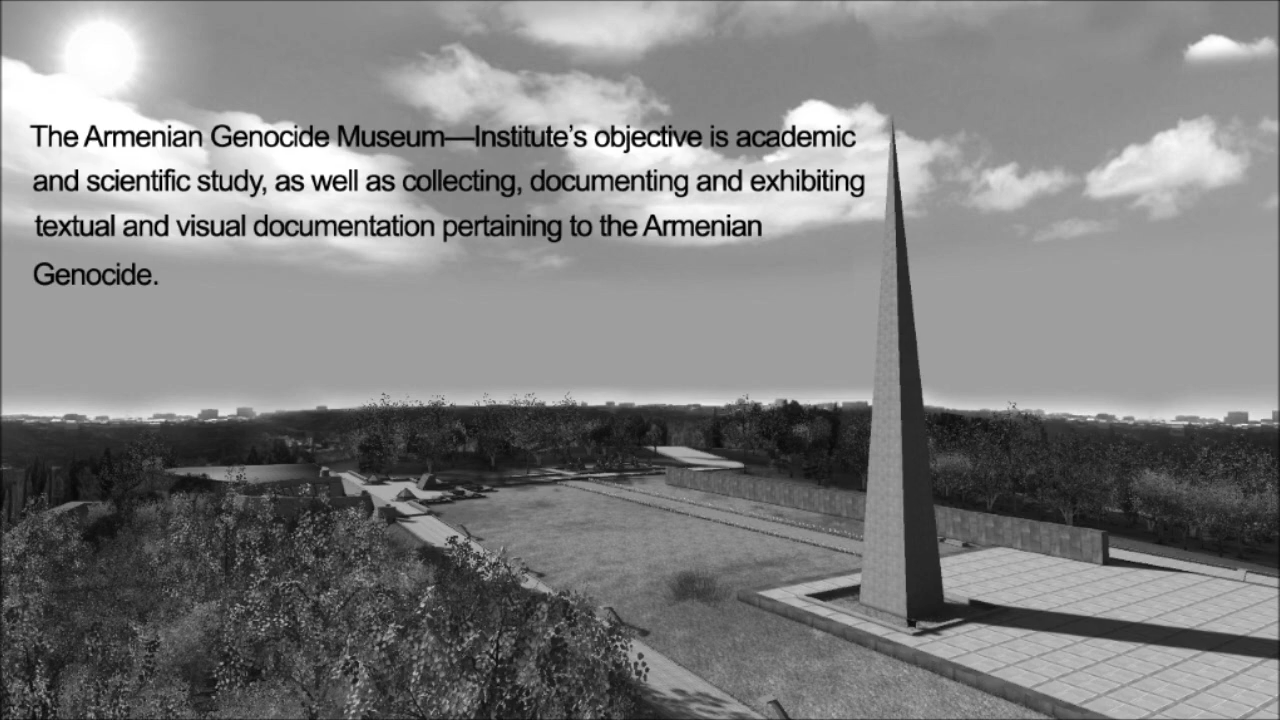 The Armenian Genocide Museum—Institute’s objective is academic
and scientific study, as well as collecting, documenting and exhibiting
textual and visual documentation pertaining to the Armenian
Genocide.